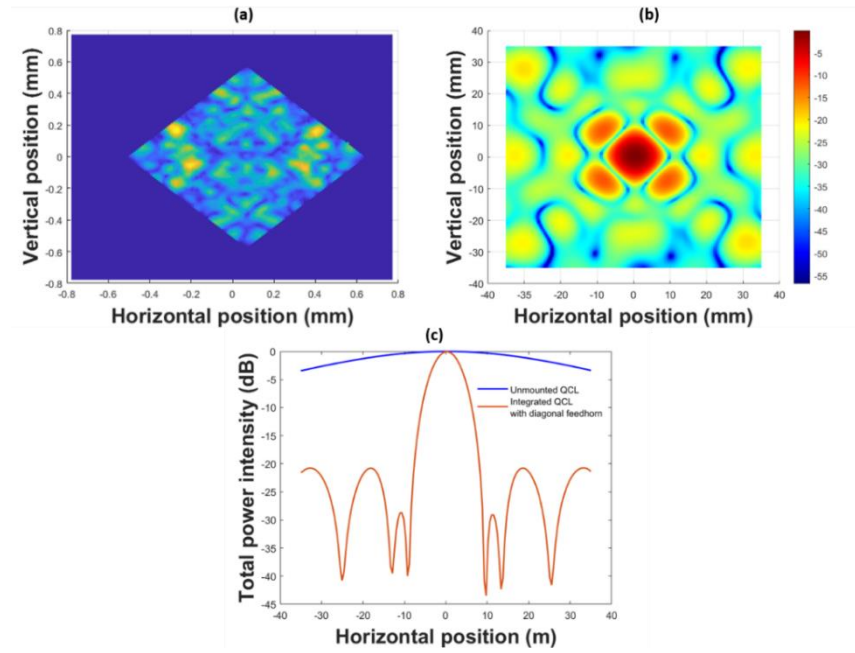 (a)
Vertical position (mm)
0.8
0.6
0.4
0.2
0
-0.2
-0.4
-0.6
-0.8
-0.8 -0.6 -0.4 -0.2 0 0.2 0.4 0.6 0.8
Horizontal position (mm)
(b)
Vertical position (mm)
40
30
20
10
0
-10
-20
-30
-40
-40 -35 -20 -10 0 10 20 30 40
Horizontal position (mm)
-5
-10
-15
-20
-25
-30
-35
-40
-45
-50
-55
(c)
Total power intensity (dB)
0
-5
-10
-15
-20
-25
-30
-35
-40
-45
Unmounted QCL
Integrated QCL
with diagonal feedhorn
-40 -30 -20 -10 0 10 20 30 40
Horizontal position (m)